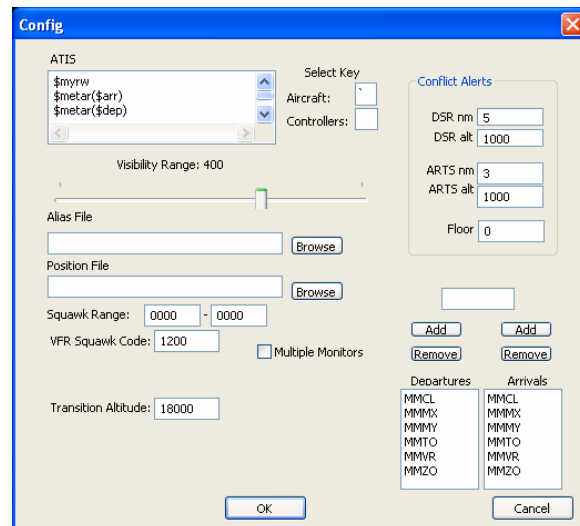 Config
ATIS
$myrw
$metar($arr)
$metar($dep)
Select Key
Aircraft: `
Controllers:
Visibility Range: 400
Alias File
Browse
Position File
Browse
Squawk Range: 0000 - 0000
VFR Squawk Code: 1200
Multiple Monitors
Transition Altitude: 18000
Conflict Alerts
DSR nm 5
DSR alt 1000
ARTS nm 3
ARTS alt 1000
Floor 0
Add Add
Remove Remove
Departures Arrivals
MMCL MMCL
MMMX MMMX
MMMY MMMY
MMTO MMTO
MMVR MMVR
MMZO MMZO
OK Cancel